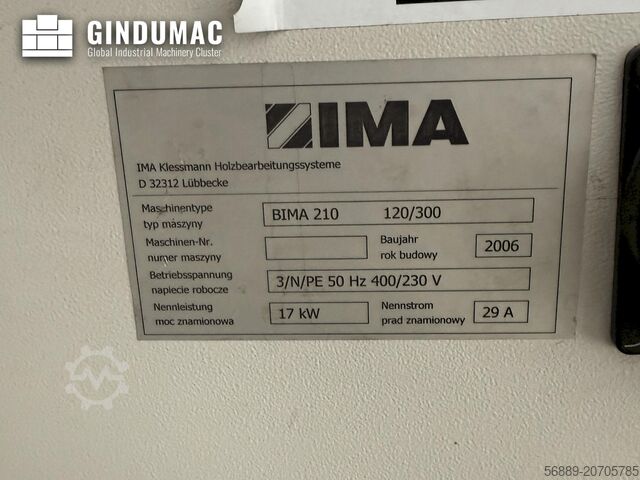 GINDUMAC
Global Industrial Machinery Cluster
IMA
IMA Klessmann Holzbearbeitungssysteme
D 32312 Lübbecke
Maschinentype BIMA 210 120/300
typ maszyny
Maschinen-Nr. Baujahr 2006
numer maszyny rok budowy
Betriebsspannung 3/N/PE 50 Hz 400/230 V
napiecie robocze
Nennleistung 17 kW Nennstrom 29 A
moc znamionowa prad znamionowy
56889-20705785